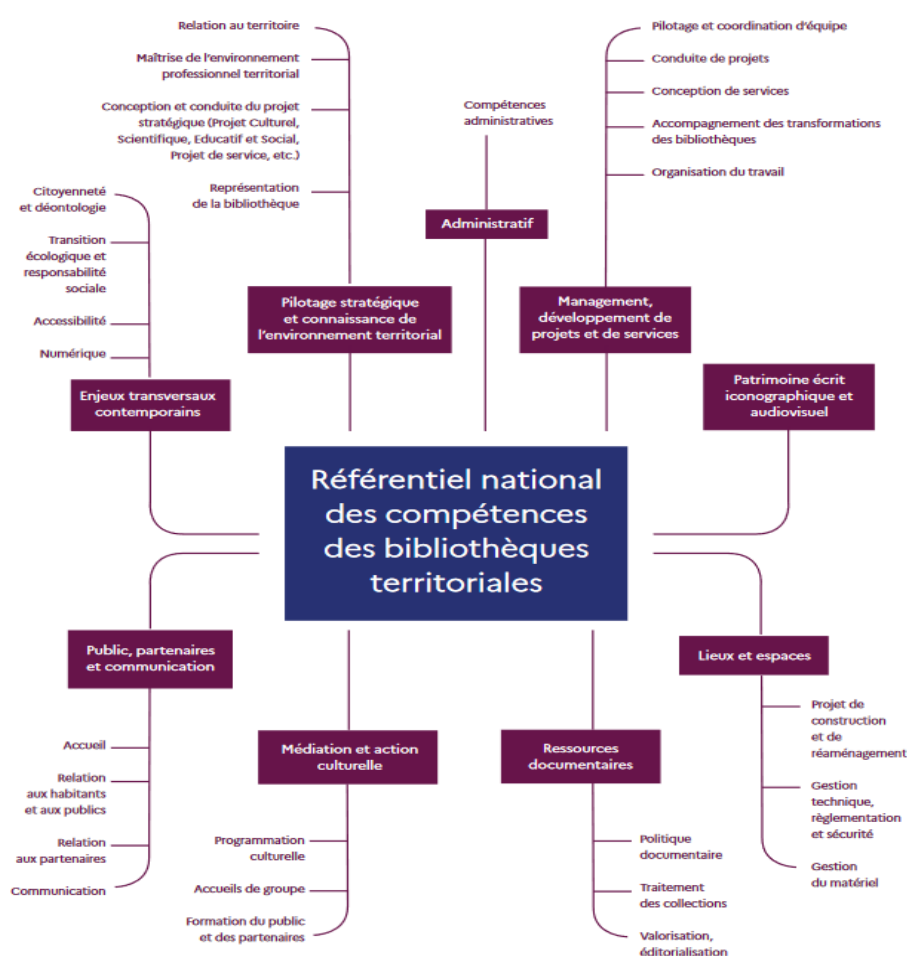 Relation au territoire
Maîtrise de l'environnement
professionnel territorial
Conception et conduite du projet
stratégique (Projet Culturel,
Scientifique, Educatif et Social,
Projet de service, etc.)
Représentation
de la bibliothèque
Pilotage stratégique
et connaissance de
l'environnement territorial
Compétences
administratives
Administratif
Pilotage et coordination d'équipe
Conduite de projets
Conception de services
Accompagnement des transformations
des bibliothèques
Organisation du travail
Management,
développement de
projets et de services
Citoyenneté
et déontologie
Transition
écologique et
responsabilité
sociale
Accessibilité
Numérique
Enjeux transversaux
contemporains
Patrimoine écrit
iconographique et
audiovisuel
Référentiel national
des compétences
des bibliothèques
territoriales
Public, partenaires
et communication
Accueil
Relation
aux habitants
et aux publics
Relation
aux partenaires
Communication
Médiation et action
culturelle
Programmation
culturelle
Accueils de groupe
Formation du public
et des partenaires
Ressources
documentaires
Politique
documentaire
Traitement
des collections
Valorisation,
éditorialisation
Lieux et espaces
Projet de
construction
et de
réaménagement
Gestion
technique,
règlementation
et sécurité
Gestion
du matériel